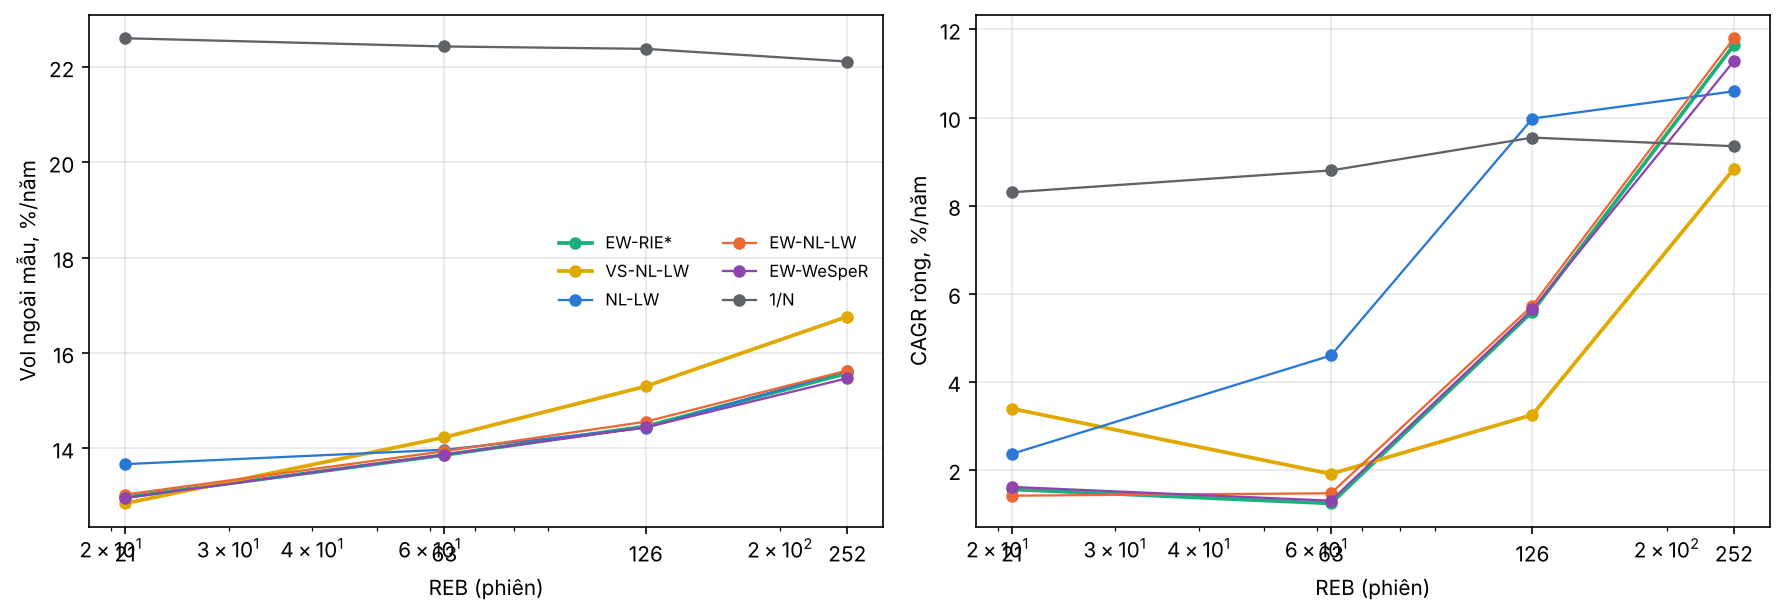 Vol ngoài mẫu, %/năm
22
20
18
16
14
EW-RIE*
VS-NL-LW
NL-LW
EW-NL-LW
EW-WeSpeR
1/N
2 × 10¹
21
3 × 10¹
4 × 10¹
6 × 10¹
63
126
2 × 10²
252
REB (phiên)
CAGR ròng, %/năm
12
10
8
6
4
2
2 × 10¹
21
3 × 10¹
4 × 10¹
6 × 10¹
63
126
2 × 10²
252
REB (phiên)